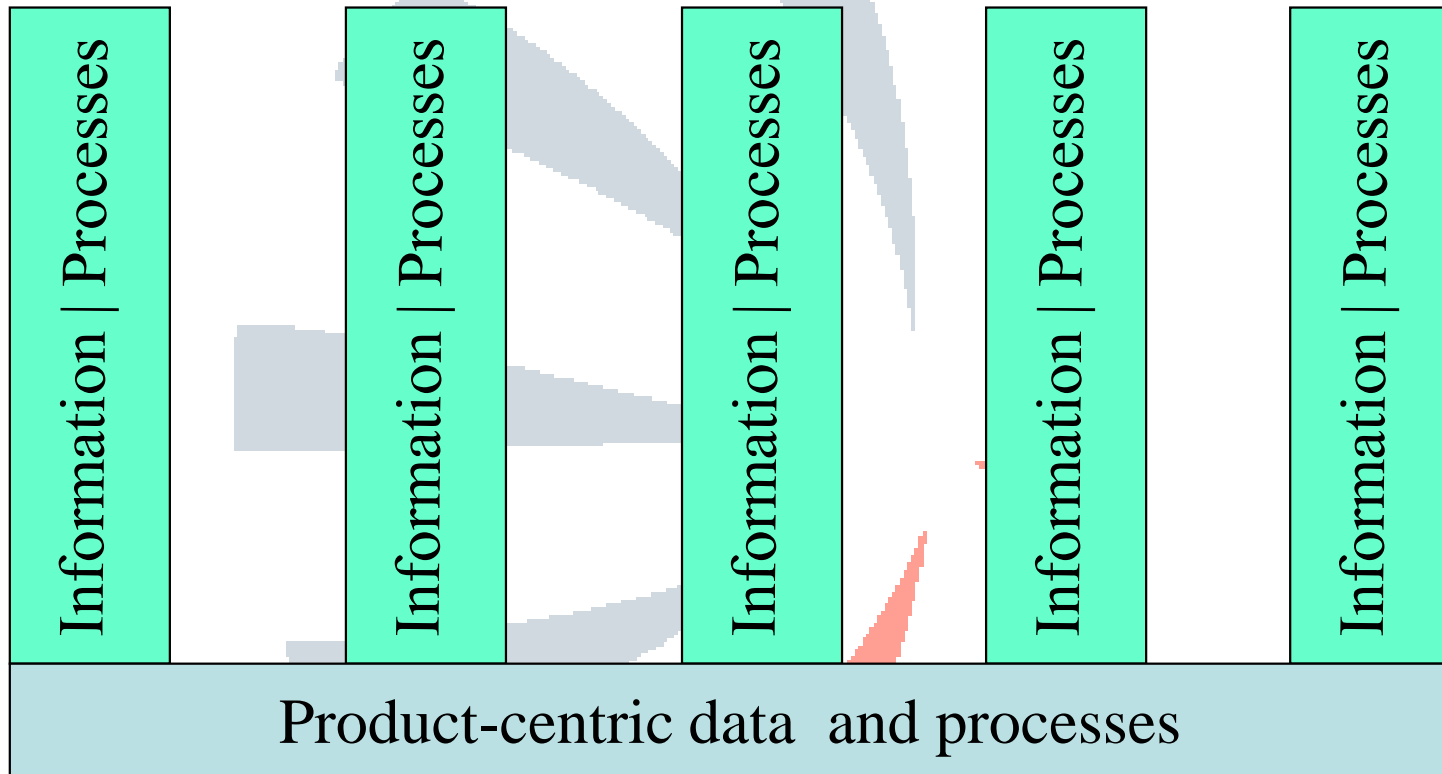 Information | Processes
Information | Processes
Information | Processes
Information | Processes
Information | Processes
Product-centric data  and processes